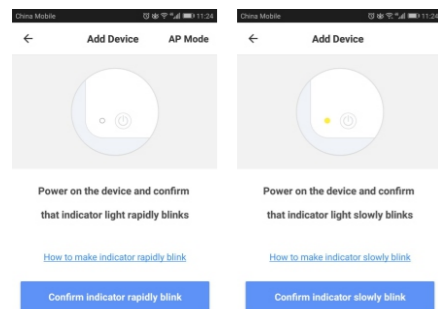 China Mobile 11:24
Add Device AP Mode
Power on the device and confirm
that indicator light rapidly blinks
How to make indicator rapidly blink
Confirm indicator rapidly blink
China Mobile 11:24
Add Device
Power on the device and confirm
that indicator light slowly blinks
How to make indicator slowly blink
Confirm indicator slowly blink